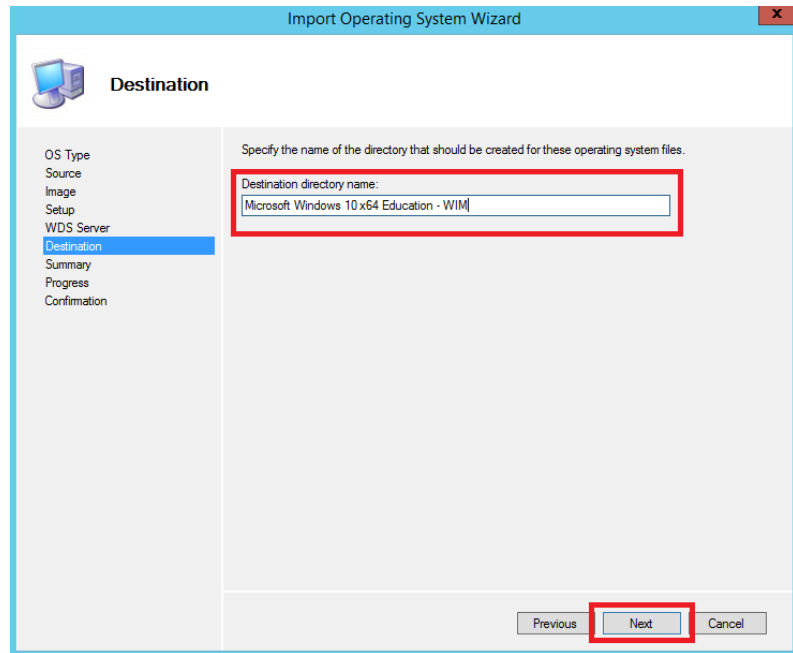 Import Operating System Wizard
x
Destination
OS Type
Source
Image
Setup
WDS Server
Destination
Summary
Progress
Confirmation
Specify the name of the directory that should be created for these operating system files.
Destination directory name:
Microsoft Windows 10 x64 Education - WIM
Previous
Next
Cancel